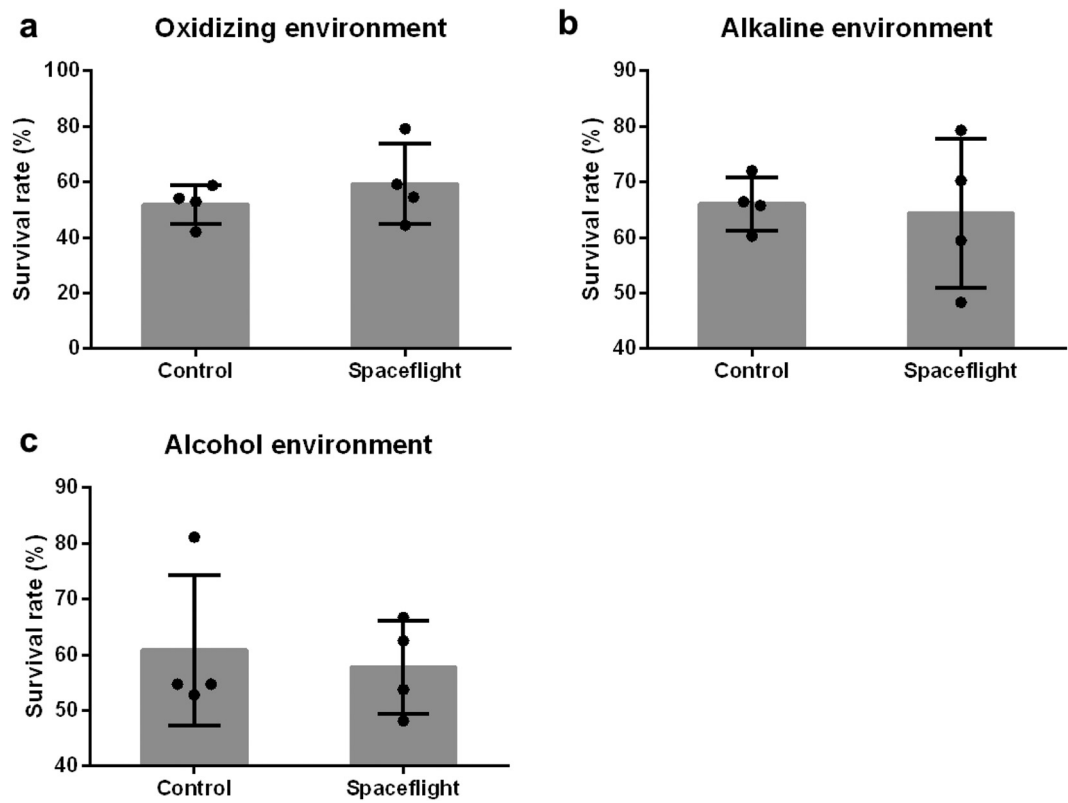 a Oxidizing environment
Survival rate (%)
100
80
60
40
20
0
Control Spaceflight
b Alkaline environment
Survival rate (%)
90
80
70
60
50
40
Control Spaceflight
c Alcohol environment
Survival rate (%)
90
80
70
60
50
40
Control Spaceflight